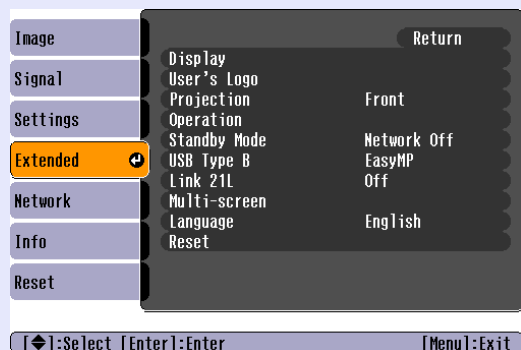 Image
Signal
Settings
Extended
Network
Info
Reset
Return
Display
User's Logo
Projection Front
Operation
Standby Mode Network Off
USB Type B EasyMP
Link 21L Off
Multi-screen
Language English
Reset
[◆]:Select [Enter]:Enter [Menu]:Exit